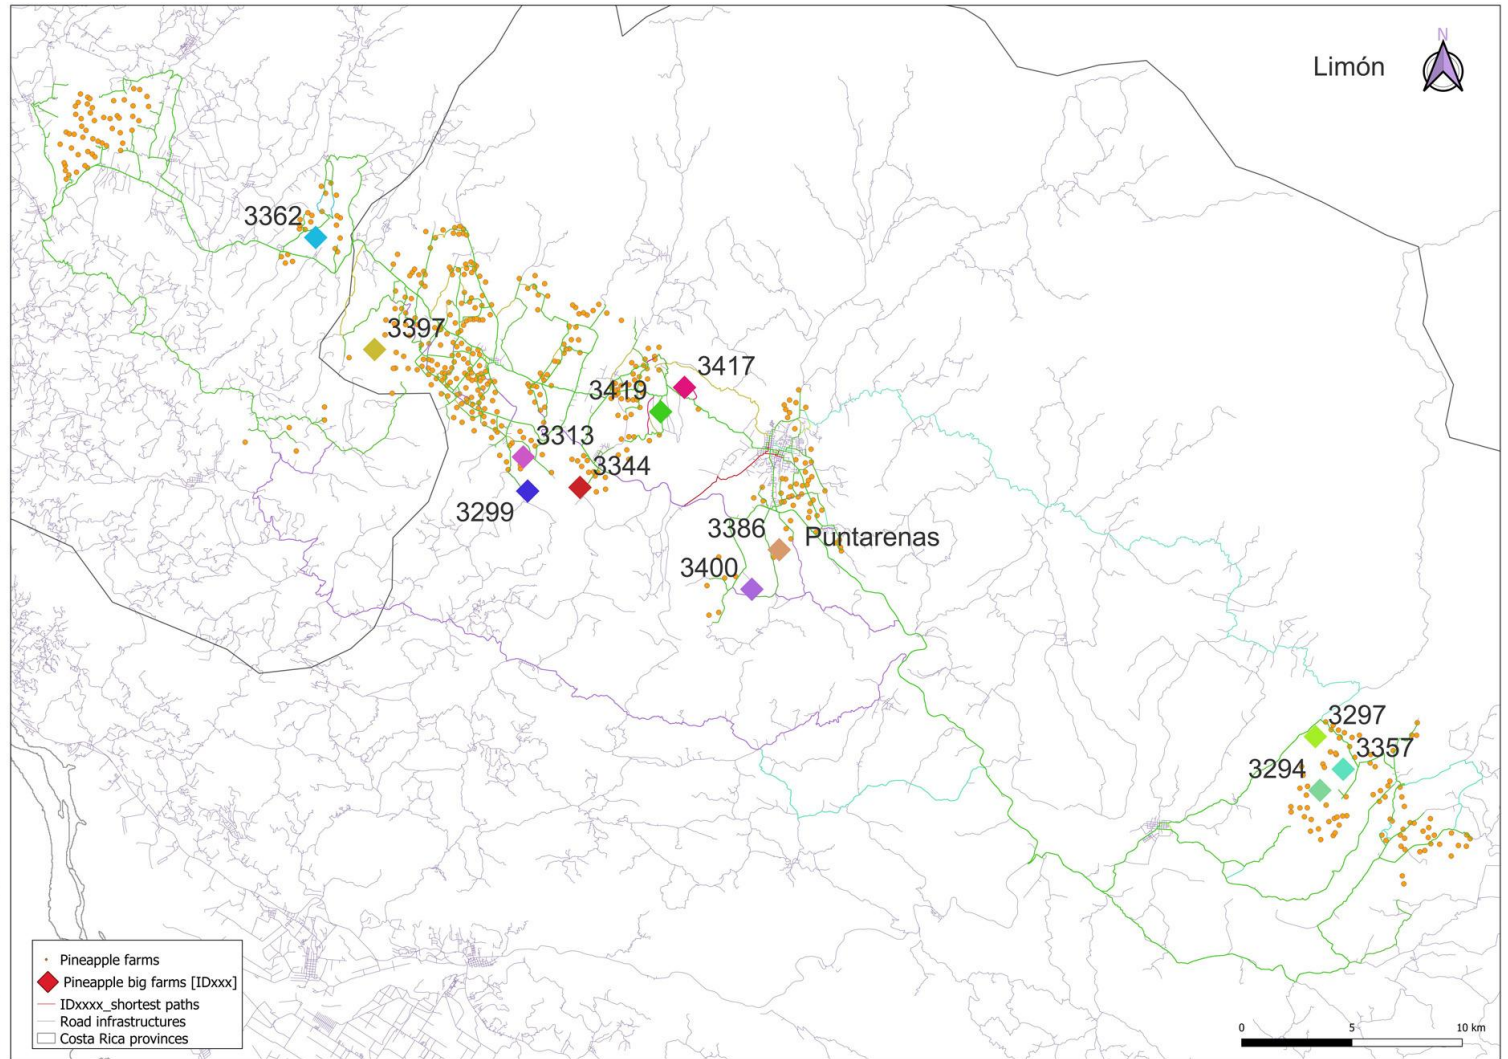 N
Limón
3362
3397
3417
3419
3313
3344
3299
3386
Puntarenas
3400
3297
3357
3294
Pineapple farms
Pineapple big farms [IDxxx]
IDxxxx_shortest paths
Road infrastructures
Costa Rica provinces
0 5 10 km